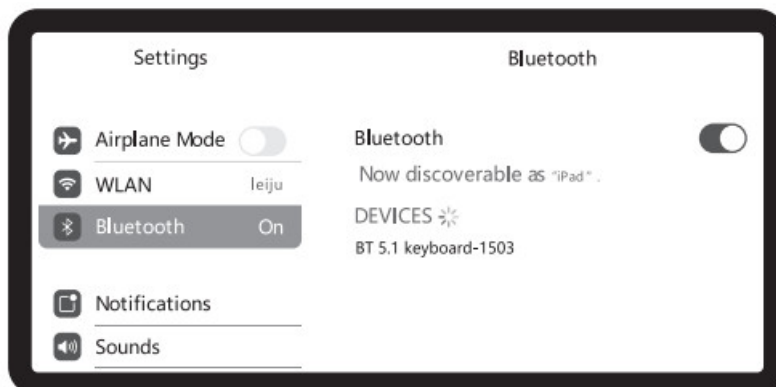 Settings
Bluetooth
Airplane Mode
WLAN leiju
Bluetooth On
Notifications
Sounds
Bluetooth
Now discoverable as "iPad".
DEVICES
BT 5.1 keyboard-1503